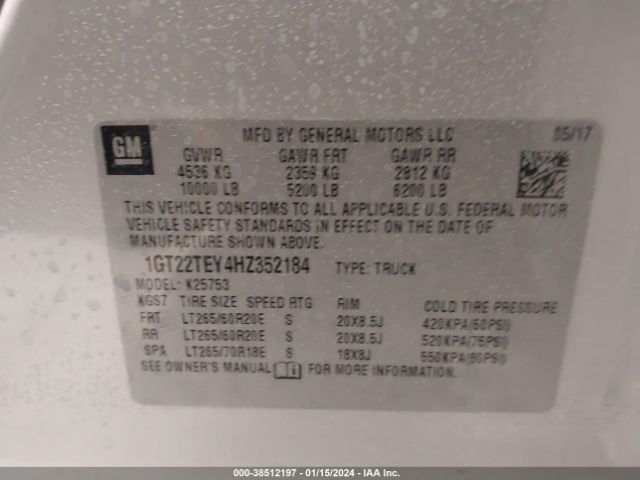 GM
MFD BY GENERAL MOTORS LLC 05/17
GVWR GAWR FRT GAWR RR
4536 KG 2359 KG 2812 KG
10000 LB 5200 LB 6200 LB
THIS VEHICLE CONFORMS TO ALL APPLICABLE U.S. FEDERAL MOTOR
VEHICLE SAFETY STANDARDS IN EFFECT ON THE DATE OF
MANUFACTURE SHOWN ABOVE.
1GT22TEY4HZ352184 TYPE: TRUCK
MODEL: K25753
XGS7 TIRE SIZE SPEED RTG RIM COLD TIRE PRESSURE
FRT LT265/60R20E S 20X8.5J 420KPA(60PSI)
RR LT265/60R20E S 20X8.5J 520KPA(75PSI)
SPA LT265/70R18E S 18X8J 550KPA(80PSI)
SEE OWNER'S MANUAL FOR MORE INFORMATION.
000-38512197 - 01/15/2024 - IAA Inc.